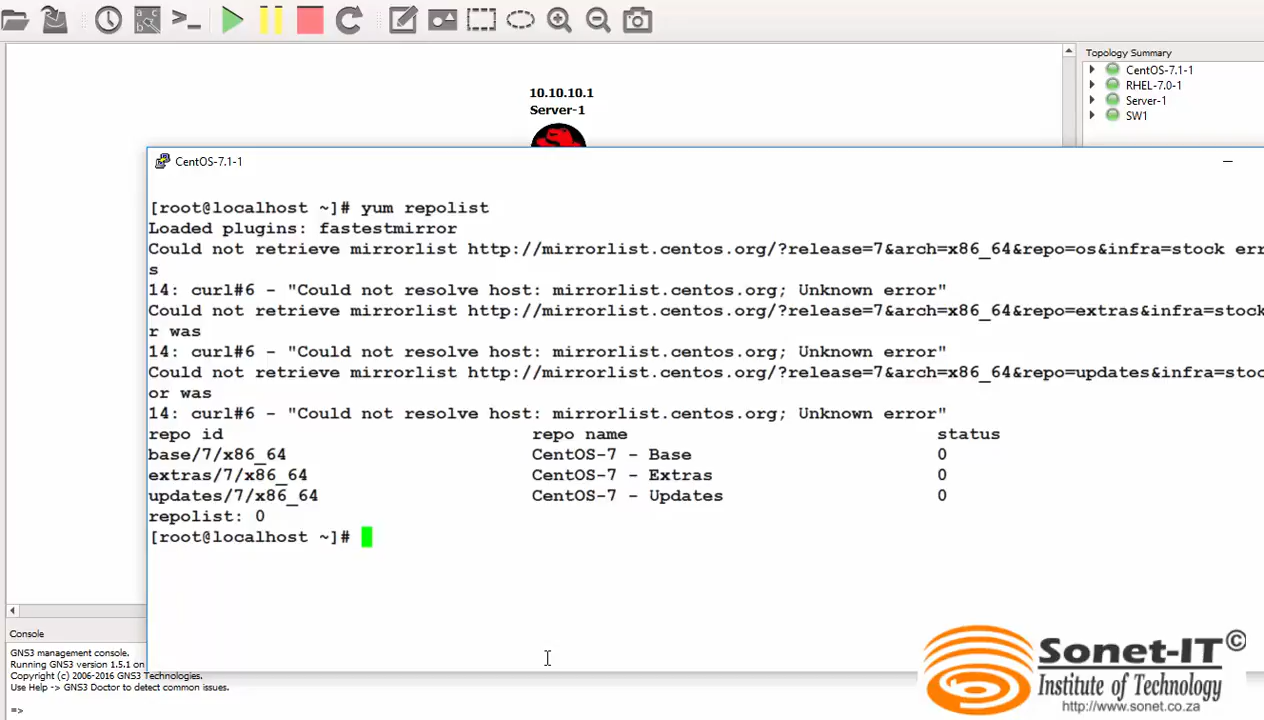 Topology Summary
CentOS-7.1-1
RHEL-7.0-1
Server-1
SW1
10.10.10.1
Server-1
CentOS-7.1-1
[root@localhost ~]# yum repolist
Loaded plugins: fastestmirror
Could not retrieve mirrorlist http://mirrorlist.centos.org/?release=7&arch=x86_64&repo=os&infra=stock err
s
14: curl#6 - "Could not resolve host: mirrorlist.centos.org; Unknown error"
Could not retrieve mirrorlist http://mirrorlist.centos.org/?release=7&arch=x86_64&repo=extras&infra=stock
r was
14: curl#6 - "Could not resolve host: mirrorlist.centos.org; Unknown error"
Could not retrieve mirrorlist http://mirrorlist.centos.org/?release=7&arch=x86_64&repo=updates&infra=stoc
or was
14: curl#6 - "Could not resolve host: mirrorlist.centos.org; Unknown error"
repo id repo name status
base/7/x86_64 CentOS-7 - Base 0
extras/7/x86_64 CentOS-7 - Extras 0
updates/7/x86_64 CentOS-7 - Updates 0
repolist: 0
[root@localhost ~]#
Console
GNS3 management console.
Running GNS3 version 1.5.1 on
Copyright (c) 2006-2016 GNS3 Technologies.
Use Help -> GNS3 Doctor to detect common issues.
=>
Sonet-IT©
Institute of Technology
http://www.sonet.co.za